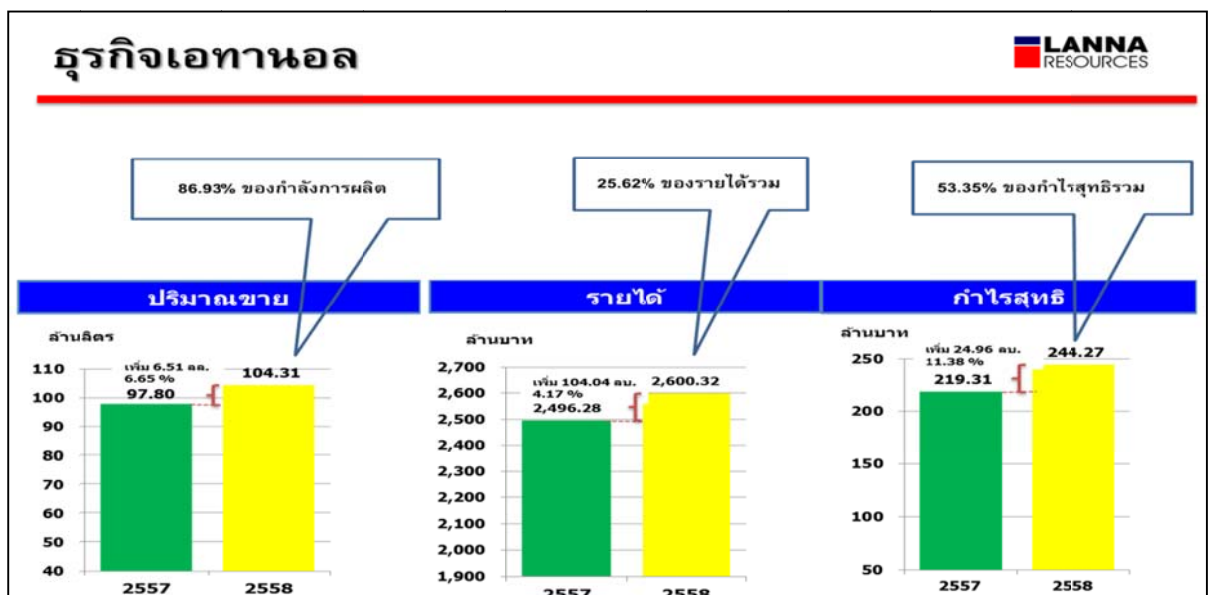 ธุรกิจเอทานอล
LANNA
RESOURCES
86.93% ของกำลังการผลิต
25.62% ของรายได้รวม
53.35% ของกำไรสุทธิรวม
ปริมาณขาย
รายได้
กำไรสุทธิ
ล้านลิตร
110
100
90
80
70
60
50
40
เพิ่ม 6.51 ลล.
6.65 %
97.80
104.31
2557
2558
ล้านบาท
2,700
2,600
2,500
2,400
2,300
2,200
2,100
2,000
1,900
เพิ่ม 104.04 ลบ.
4.17 %
2,496.28
2,600.32
2557
2558
ล้านบาท
250
200
150
100
50
เพิ่ม 24.96 ลบ.
11.38 %
219.31
244.27
2557
2558